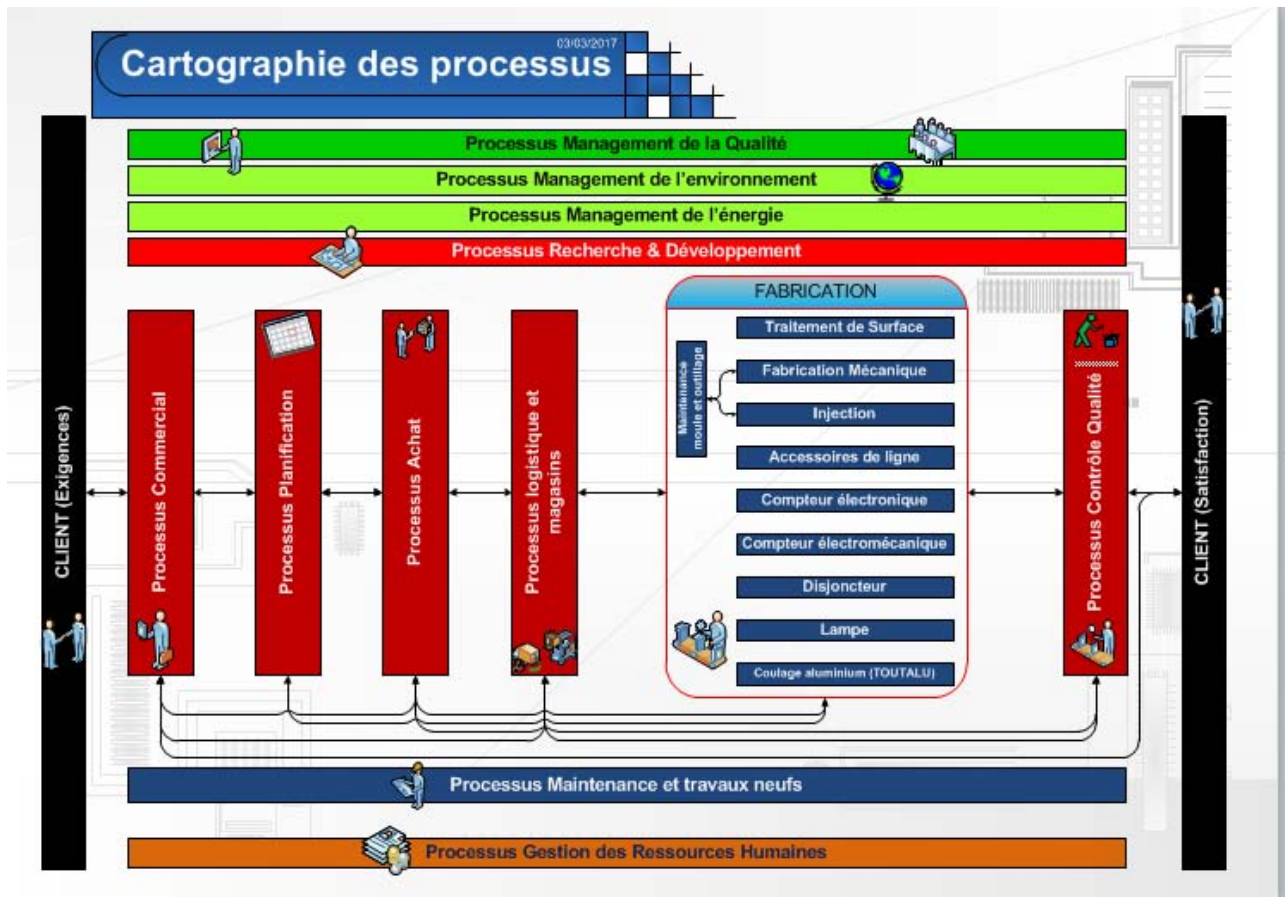 03/03/2017
Cartographie des processus
Processus Management de la Qualité
Processus Management de l'environnement
Processus Management de l'énergie
Processus Recherche & Développement
CLIENT (Exigences)
Processus Commercial
Processus Planification
Processus Achat
Processus logistique et
magasins
FABRICATION
Maintenance
moule et outillage
Traitement de Surface
Fabrication Mécanique
Injection
Accessoires de ligne
Compteur électronique
Compteur électromécanique
Disjoncteur
Lampe
Coulage aluminium (TOUTALU)
Processus Contrôle Qualité
CLIENT (Satisfaction)
Processus Maintenance et travaux neufs
Processus Gestion des Ressources Humaines